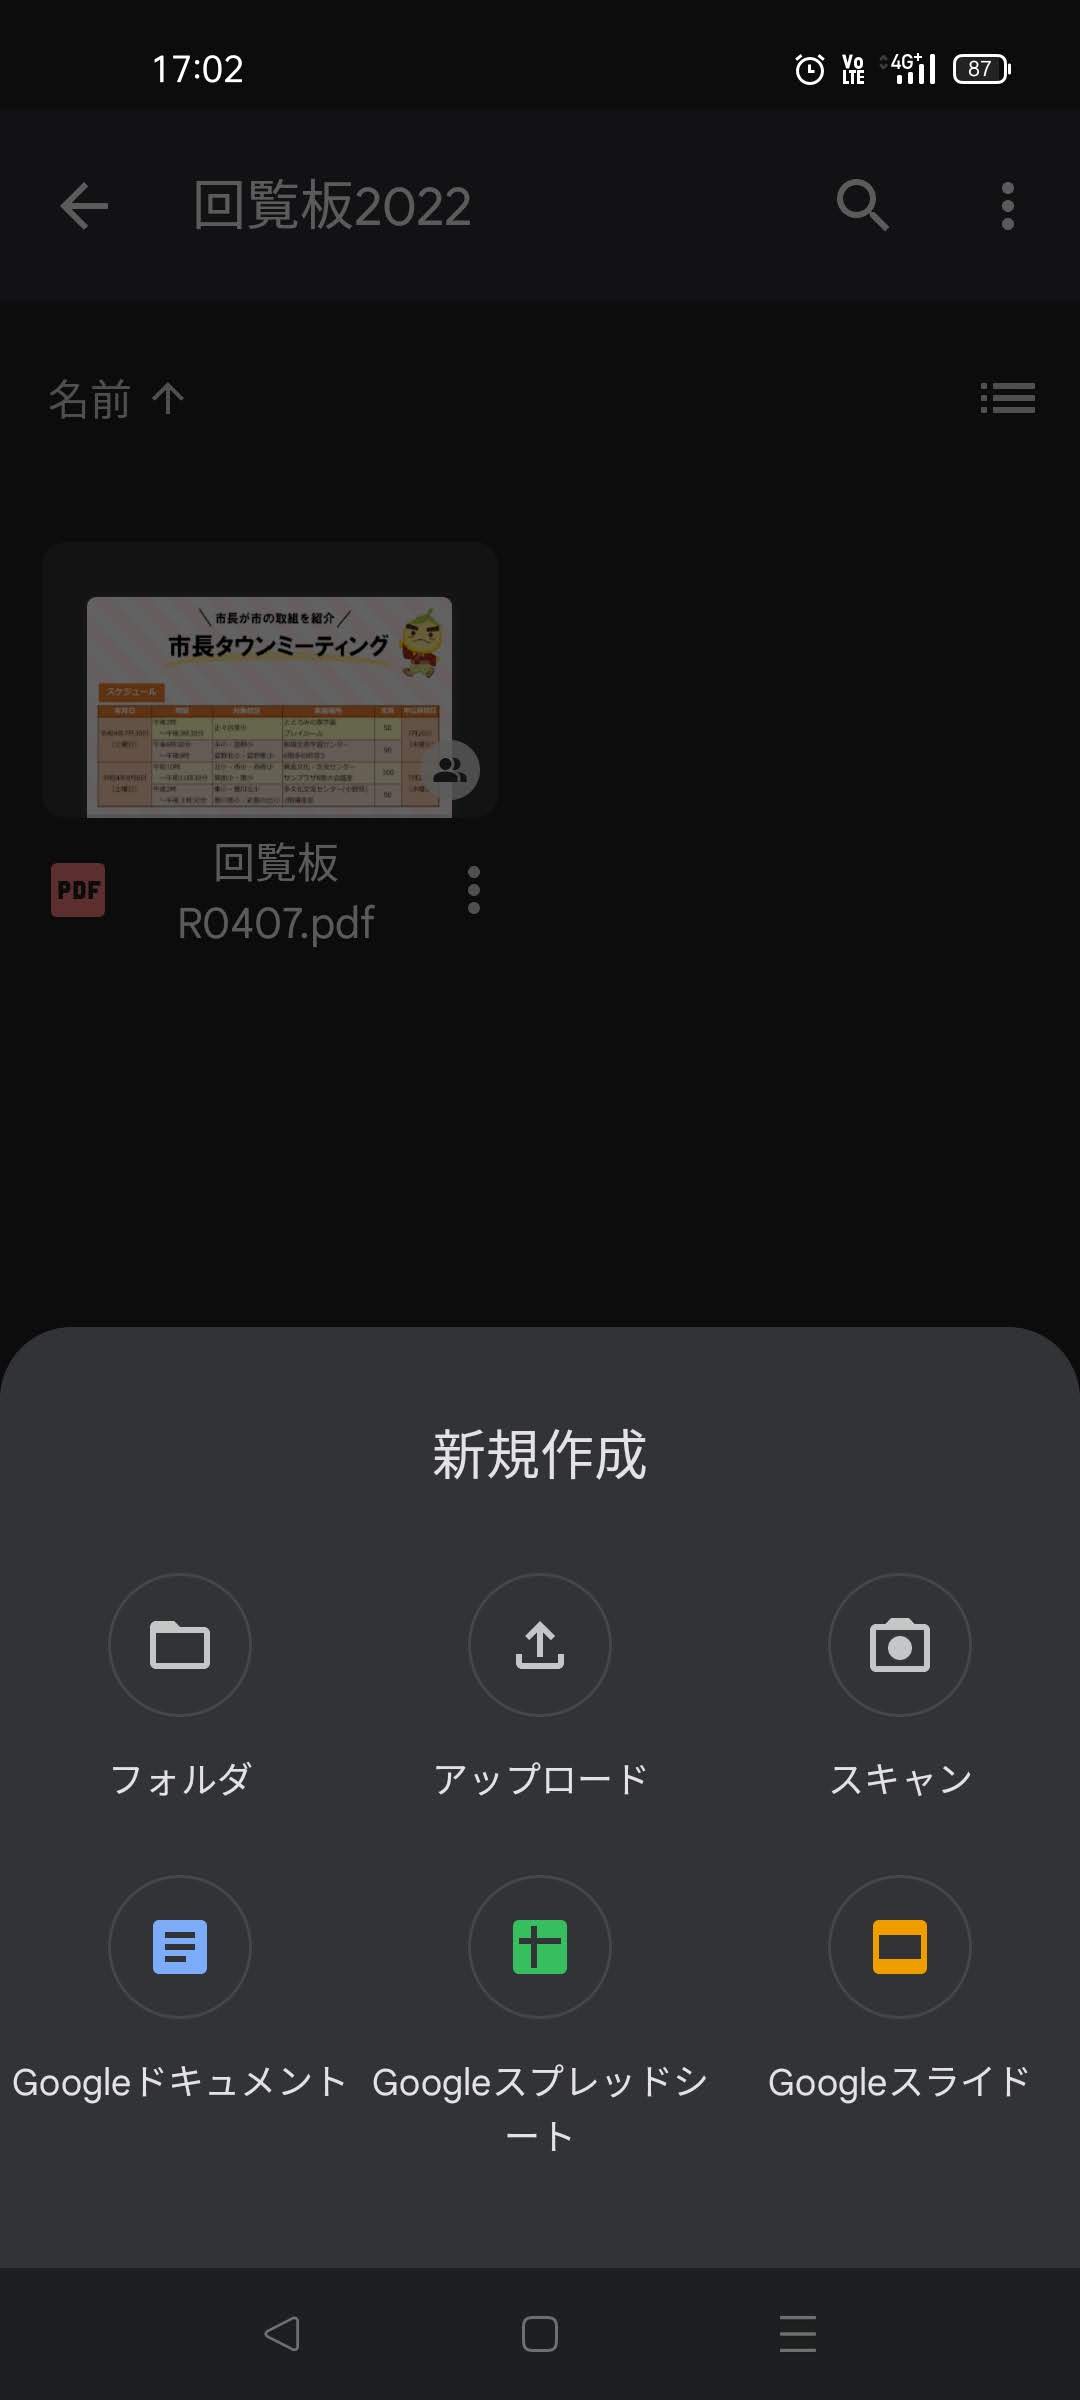 17:02
Vo LTE
4G+
87
回覧板2022
名前
市長が市の取組を紹介
市長タウンミーティング
スケジュール
PDF
回覧板
R0407.pdf
新規作成
フォルダ
アップロード
スキャン
Googleドキュメント
Googleスプレッドシ
ート
Googleスライド